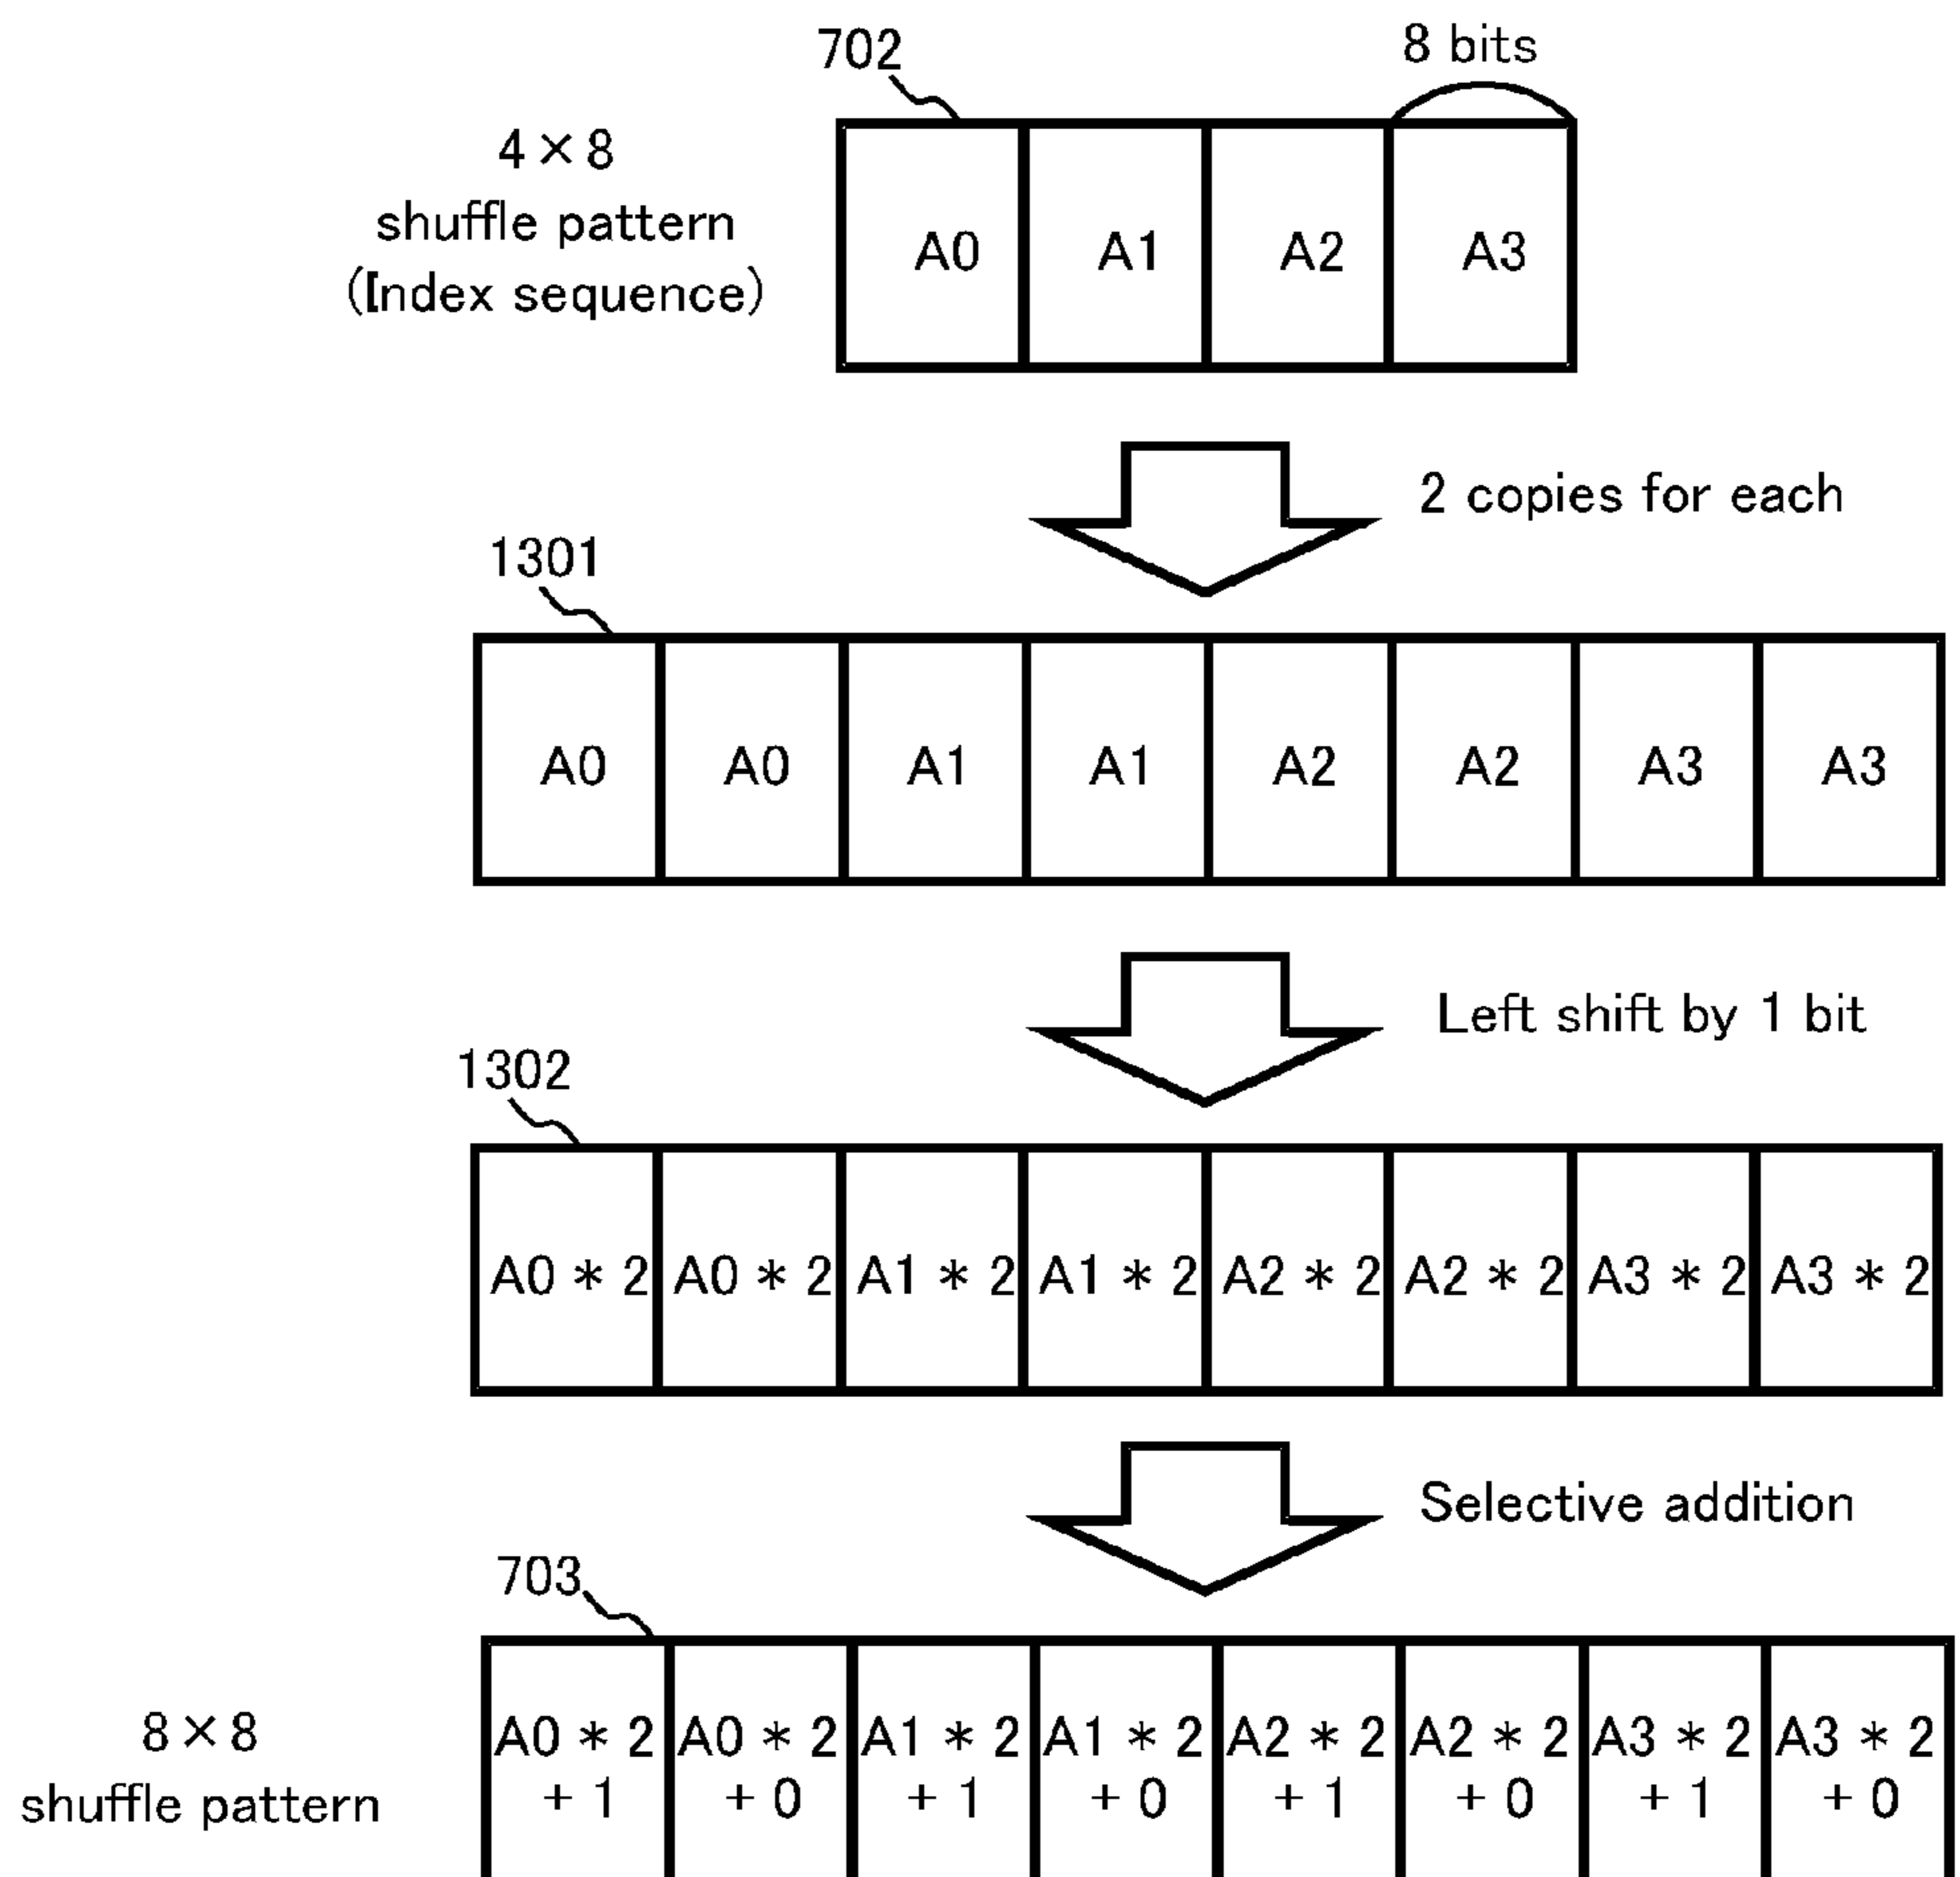 702
8 bits
4×8
shuffle pattern
(Index sequence)
A0 A1 A2 A3
2 copies for each
1301
A0 A0 A1 A1 A2 A2 A3 A3
Left shift by 1 bit
1302
A0 * 2 A0 * 2 A1 * 2 A1 * 2 A2 * 2 A2 * 2 A3 * 2 A3 * 2
Selective addition
703
8×8
shuffle pattern
A0 * 2 A0 * 2 A1 * 2 A1 * 2 A2 * 2 A2 * 2 A3 * 2 A3 * 2
+ 1 + 0 + 1 + 0 + 1 + 0 + 1 + 0